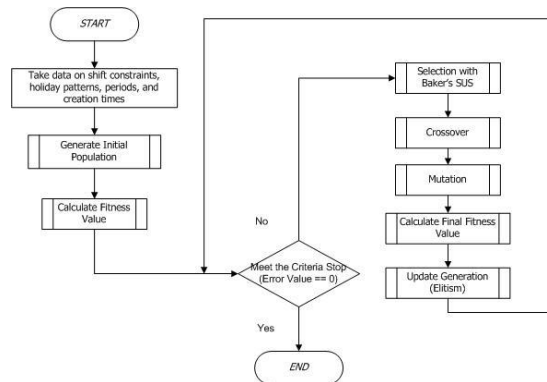 START
Take data on shift constraints,
holiday patterns, periods, and
creation times
Generate Initial
Population
Calculate Fitness
Value
No
Meet the Criteria Stop
(Error Value == 0)
Yes
END
Selection with
Baker's SUS
Crossover
Mutation
Calculate Final Fitness
Value
Update Generation
(Elitism)